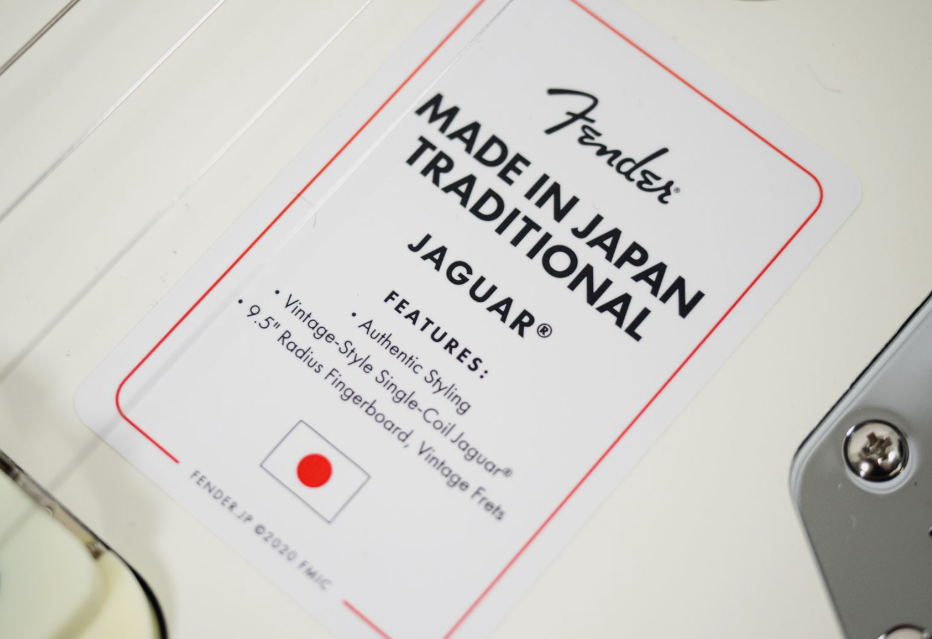 Fender®
MADE IN JAPAN
TRADITIONAL
JAGUAR®
FEATURES:
• Authentic Styling
• Vintage-Style Single-Coil Jaguar®
• 9.5" Radius Fingerboard, Vintage Frets
FENDER.JP ©2020 FMIC